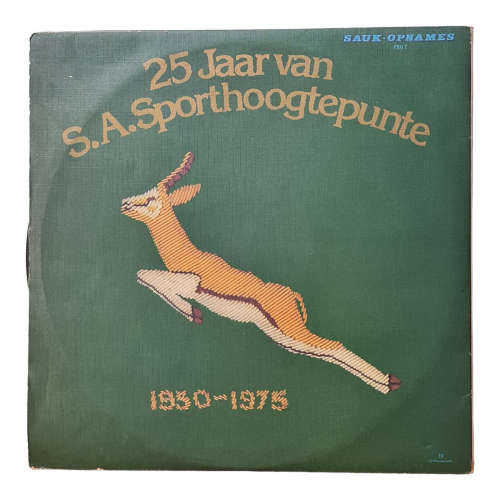 SAUK-OPNAMES
25 Jaar van
S.A. Sporthoogtepunte
1950-1975